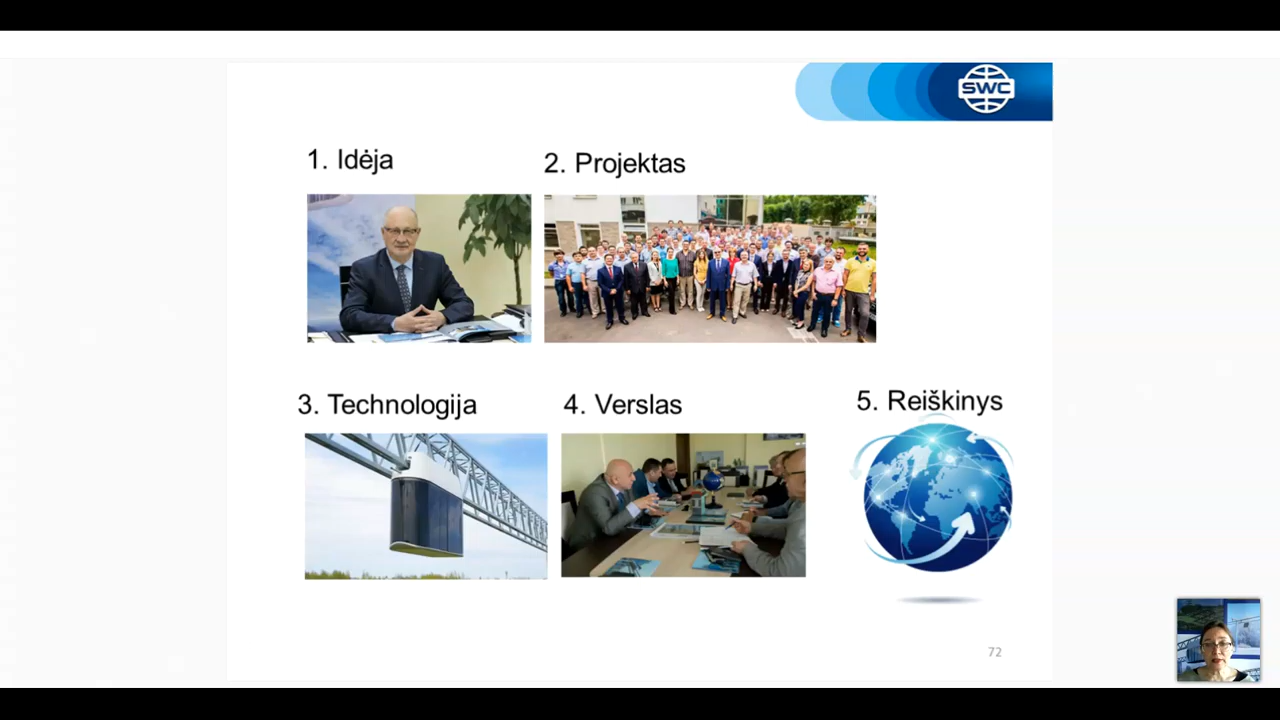 SWC
1. Idėja
2. Projektas
3. Technologija
4. Verslas
5. Reiškinys
72